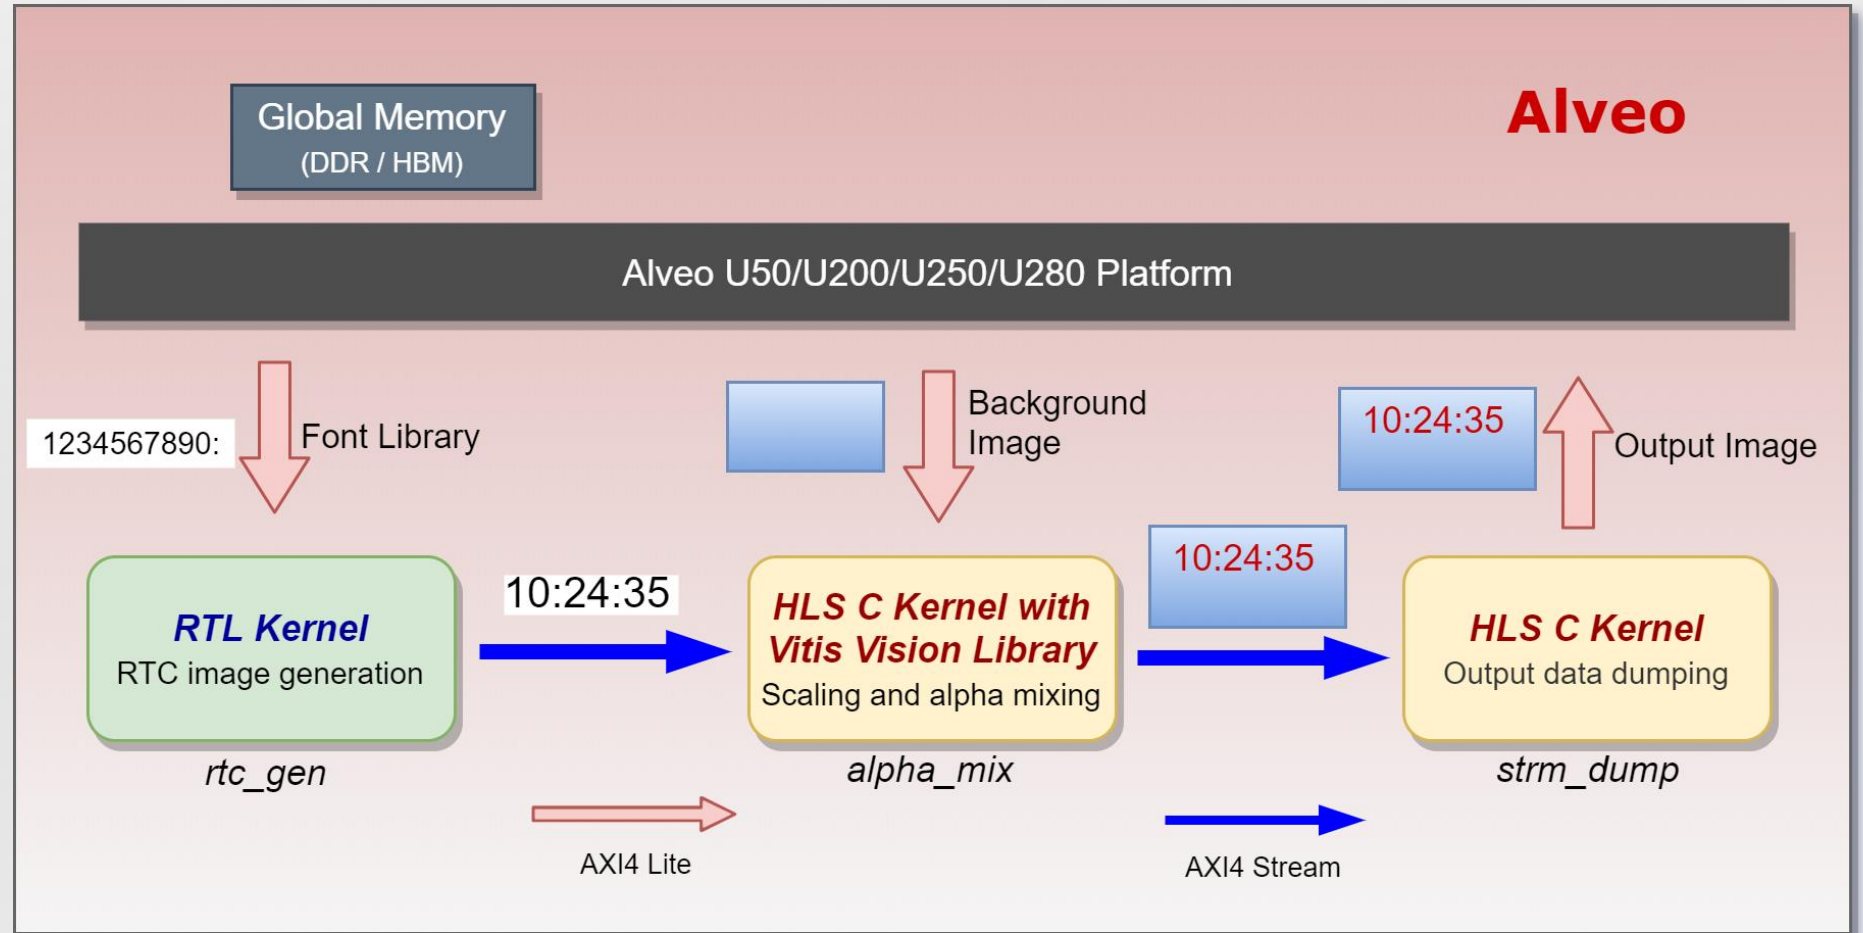 Global Memory
(DDR / HBM)
Alveo
Alveo U50/U200/U250/U280 Platform
1234567890:
Font Library
Background
Image
10:24:35
Output Image
RTL Kernel
RTC image generation
rtc_gen
10:24:35
HLS C Kernel with
Vitis Vision Library
Scaling and alpha mixing
alpha_mix
10:24:35
HLS C Kernel
Output data dumping
strm_dump
AXI4 Lite
AXI4 Stream